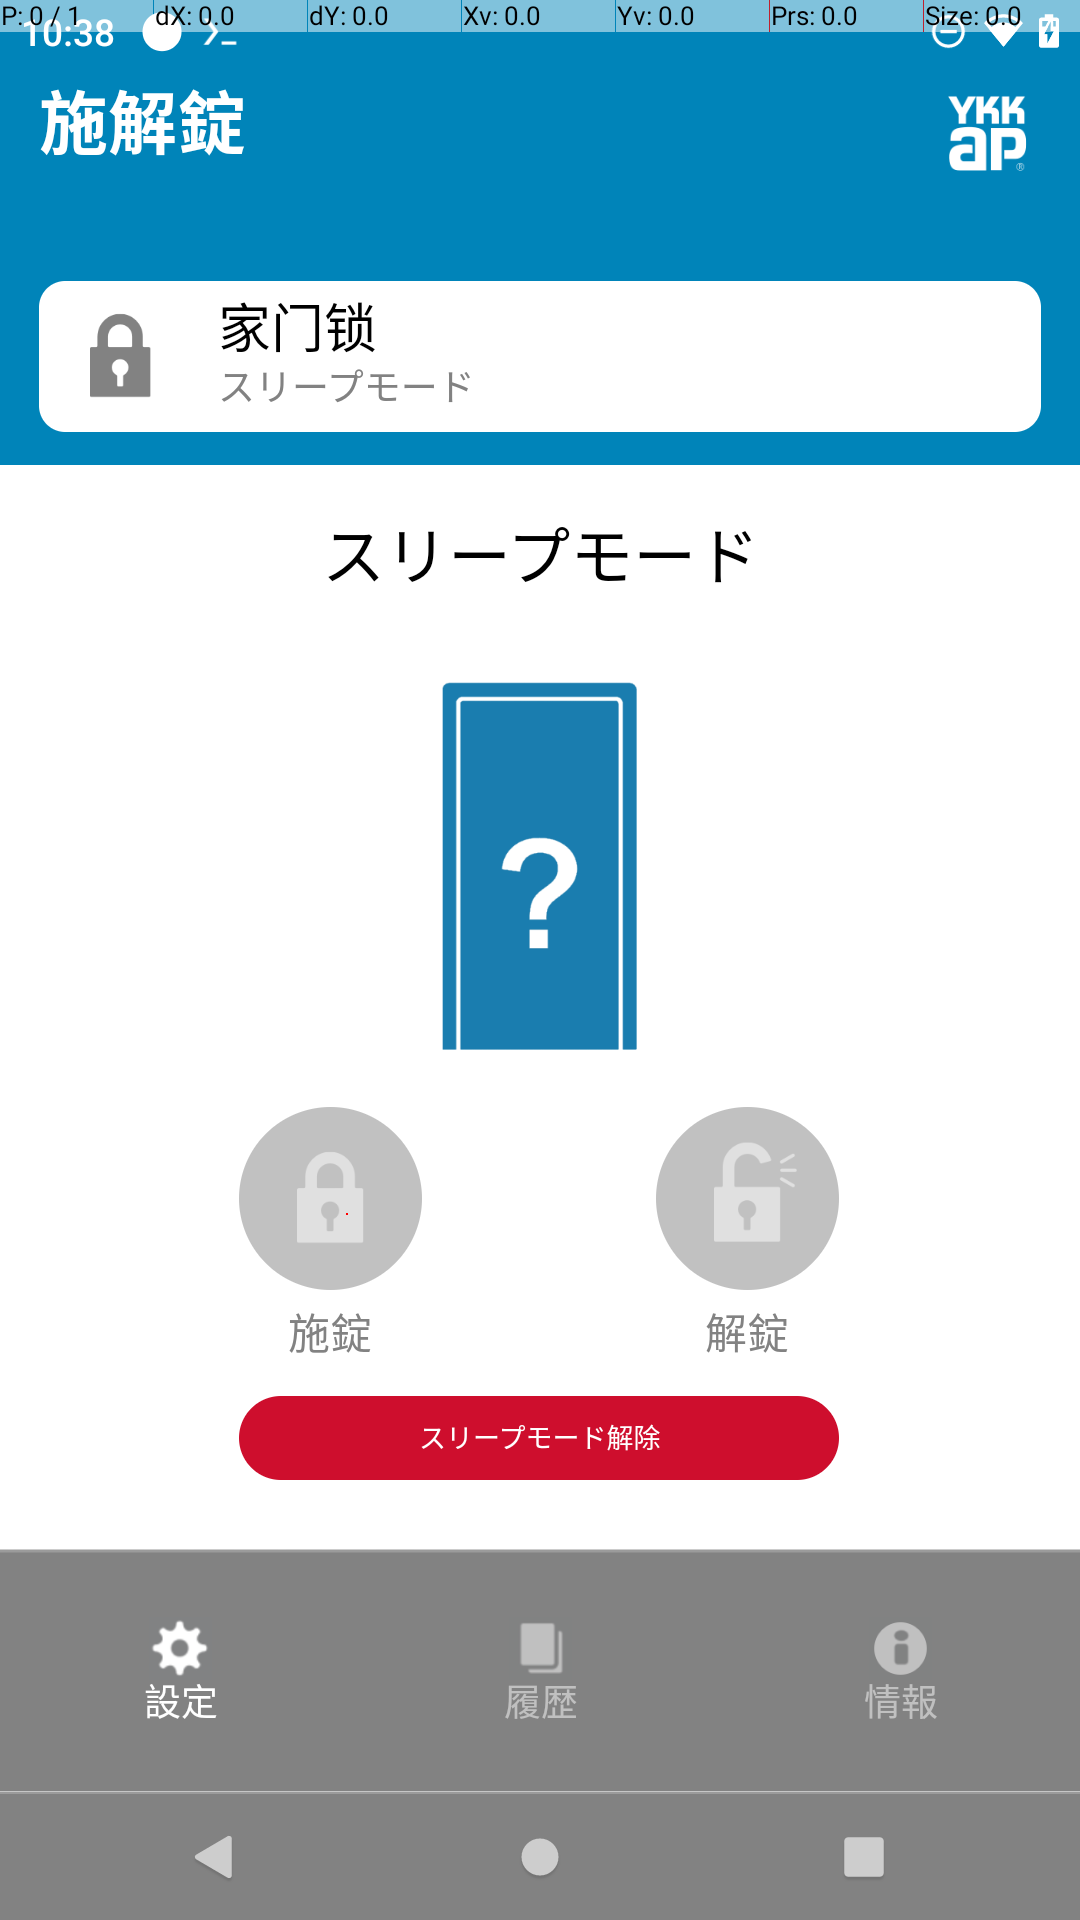 P: 0 / 1 dX: 0.0 dY: 0.0 Xv: 0.0 Yv: 0.0 Prs: 0.0 Size: 0.0
10:38
施解錠
YKK
ap®
家门锁
スリープモード
スリープモード
?
施錠 解錠
スリープモード解除
設定 履歴 情報